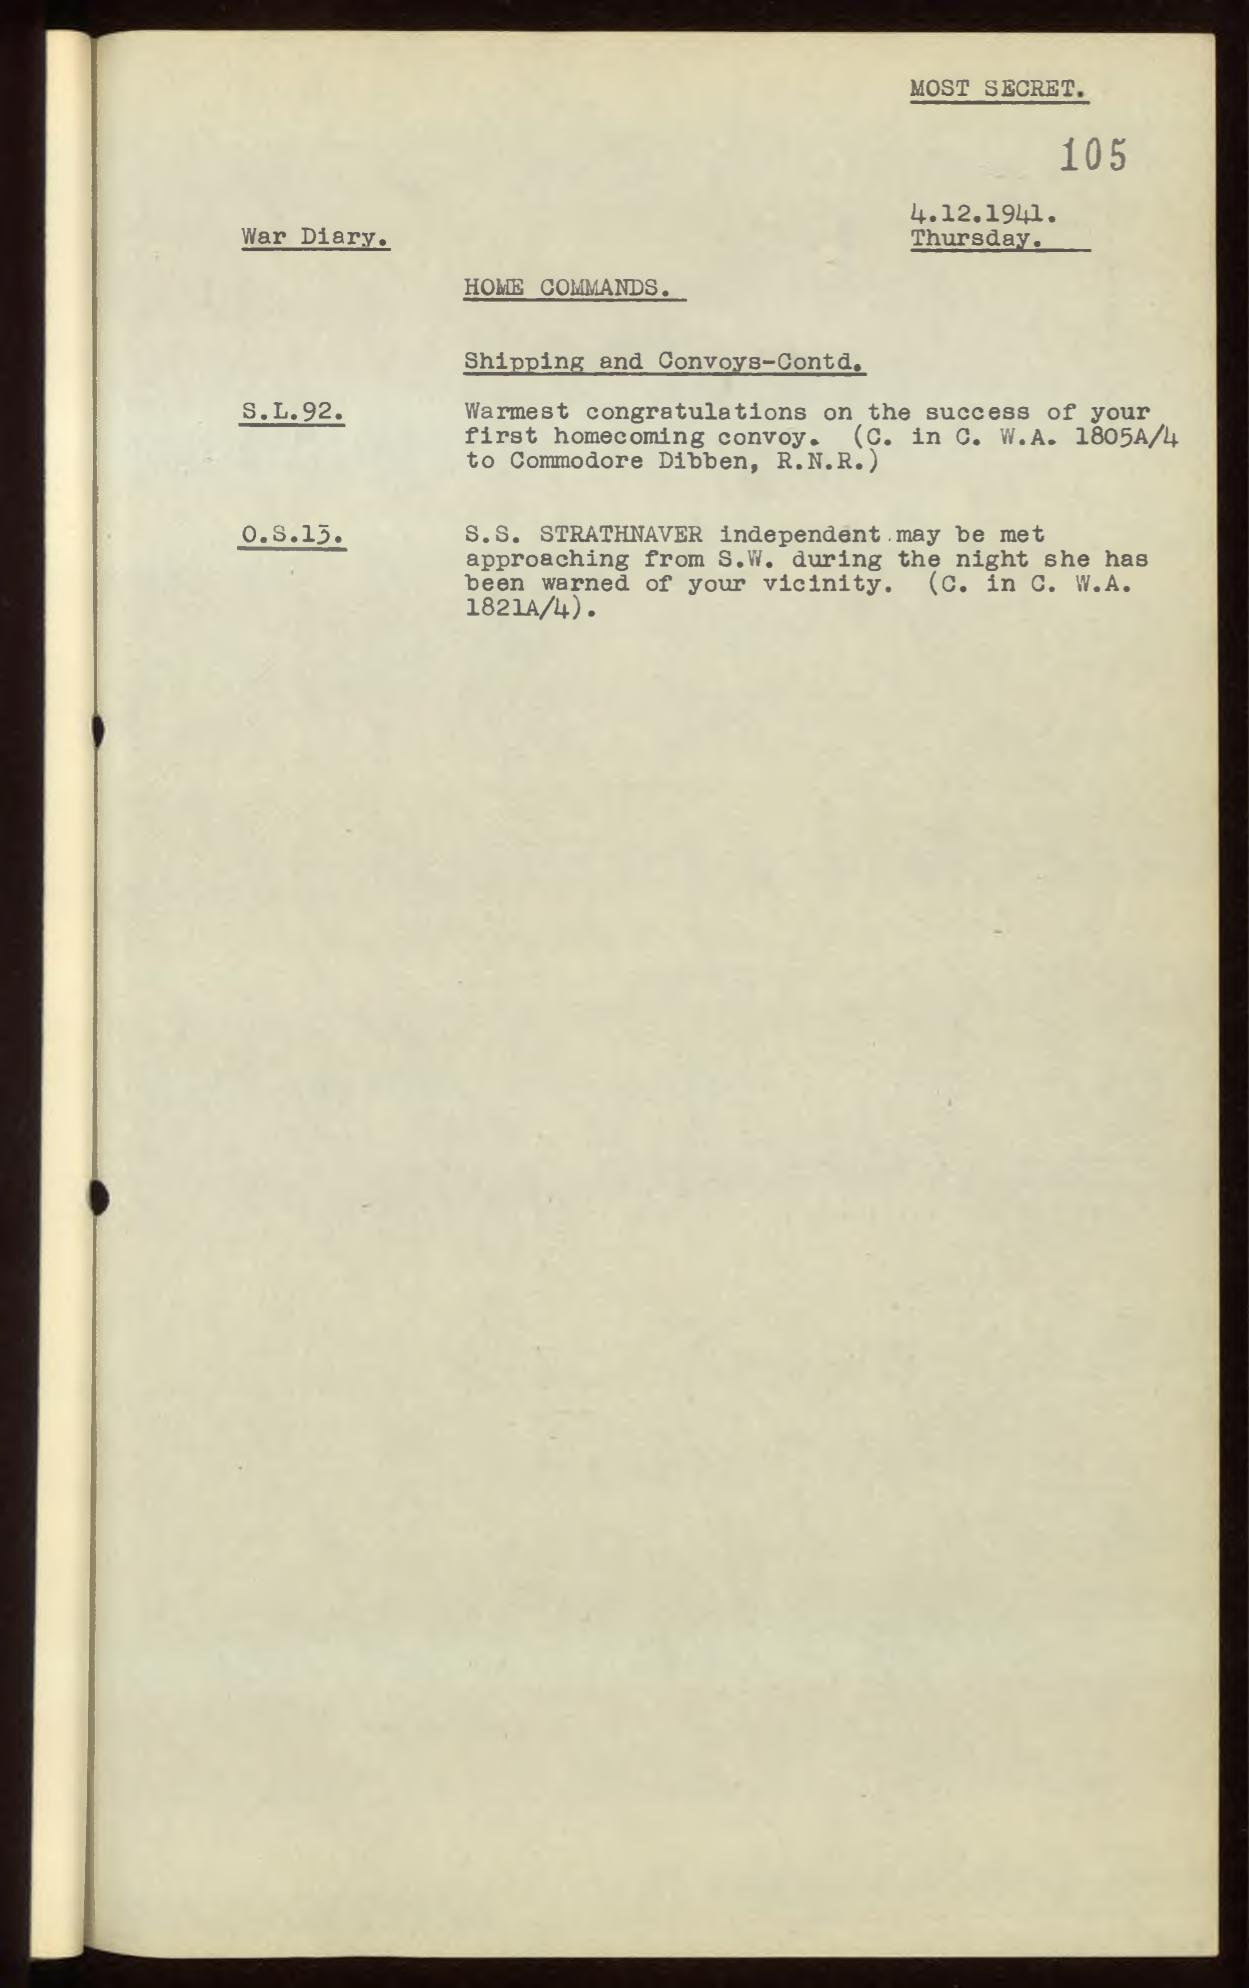 MOST SECRET.
105
4.12.1941.
War Diary.
Thursday.
HOME COMMANDS.
Shipping and Convoys-Contd.
S.L.92.
Warmest congratulations on the success of your
first homecoming convoy. (C. in C. W.A. 1805A/4
to Commodore Dibben, R.N.R.)
O.S.13.
S.S. STRATHNAVER independent may be met
approaching from S.W. during the night she has
been warned of your vicinity. (C. in C. W.A.
1821A/4).